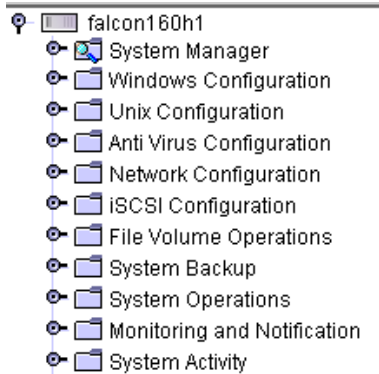 falcon160h1
System Manager
Windows Configuration
Unix Configuration
Anti Virus Configuration
Network Configuration
iSCSI Configuration
File Volume Operations
System Backup
System Operations
Monitoring and Notification
System Activity